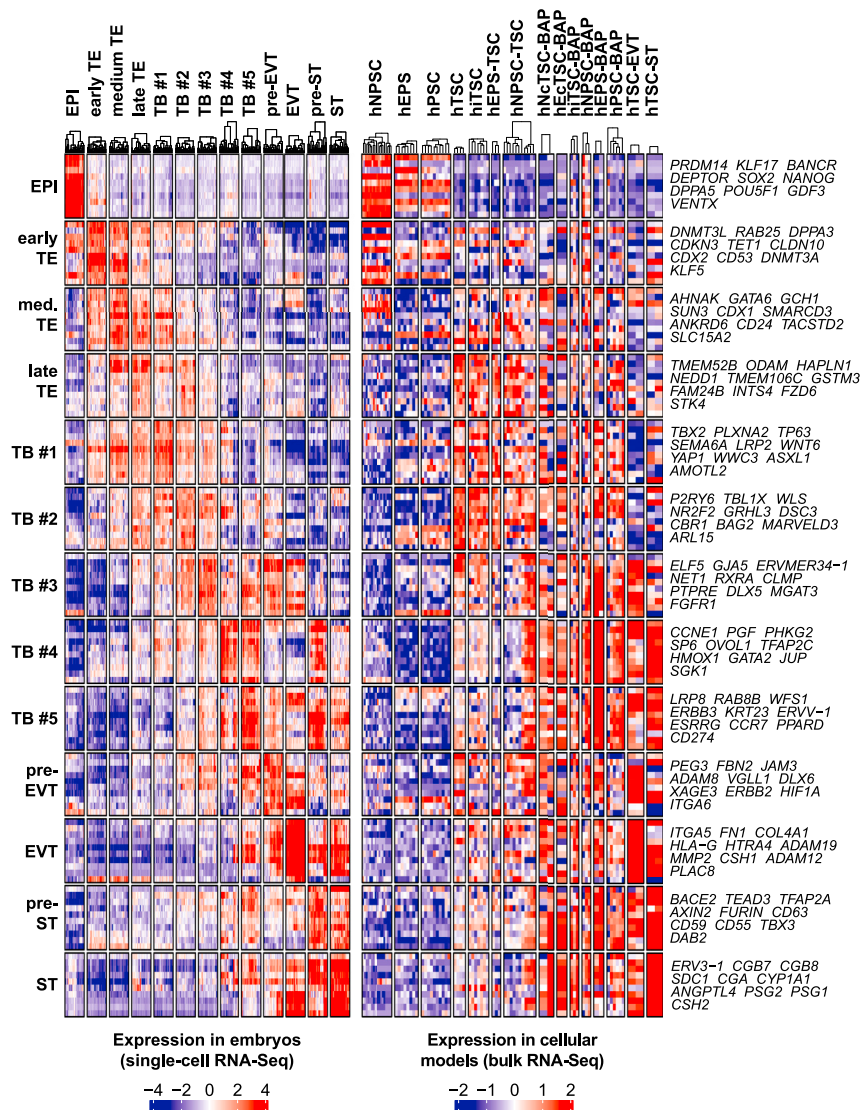 EPI
early TE
medium TE
late TE
TB #1
TB #2
TB #3
TB #4
TB #5
pre-EVT
EVT
pre-ST
ST
hNPSC
hEPS
hPSC
hTSC
hiTSC
hEPS-TSC
hNPSC-TSC
hNcTSC-BAP
hEcTSC-BAP
hiTSC-BAP
hNPSC-BAP
hEPS-BAP
hPSC-BAP
hTSC-EVT
hTSC-ST
EPI
PRDM14 KLF17 BANCR
DEPTOR SOX2 NANOG
DPPA5 POU5F1 GDF3
VENTX
early
TE
DNMT3L RAB25 DPPA3
CDKN3 TET1 CLDN10
CDX2 CD53 DNMT3A
KLF5
med.
TE
AHNAK GATA6 GCH1
SUN3 CDX1 SMARCD3
ANKRD6 CD24 TACSTD2
SLC15A2
late
TE
TMEM52B ODAM HAPLN1
NEDD1 TMEM106C GSTM3
FAM24B INTS4 FZD6
STK4
TB #1
TBX2 PLXNA2 TP63
SEMA6A LRP2 WNT6
YAP1 WWC3 ASXL1
AMOTL2
TB #2
P2RY6 TBL1X WLS
NR2F2 GRHL3 DSC3
CBR1 BAG2 MARVELD3
ARL15
TB #3
ELF5 GJA5 ERVMER34-1
NET1 RXRA CLMP
PTPRE DLX5 MGAT3
FGFR1
TB #4
CCNE1 PGF PHKG2
SP6 OVOL1 TFAP2C
HMOX1 GATA2 JUP
SGK1
TB #5
LRP8 RAB8B WFS1
ERBB3 KRT23 ERVV-1
ESRRG CCR7 PPARD
CD274
pre-
EVT
PEG3 FBN2 JAM3
ADAM8 VGLL1 DLX6
XAGE3 ERBB2 HIF1A
ITGA6
EVT
ITGA5 FN1 COL4A1
HLA-G HTRA4 ADAM19
MMP2 CSH1 ADAM12
PLAC8
pre-
ST
BACE2 TEAD3 TFAP2A
AXIN2 FURIN CD63
CD59 CD55 TBX3
DAB2
ST
ERV3-1 CGB7 CGB8
SDC1 CGA CYP1A1
ANGPTL4 PSG2 PSG1
CSH2
Expression in embryos
(single-cell RNA-Seq)
−4 −2 0 2 4
Expression in cellular
models (bulk RNA-Seq)
−2 −1 0 1 2